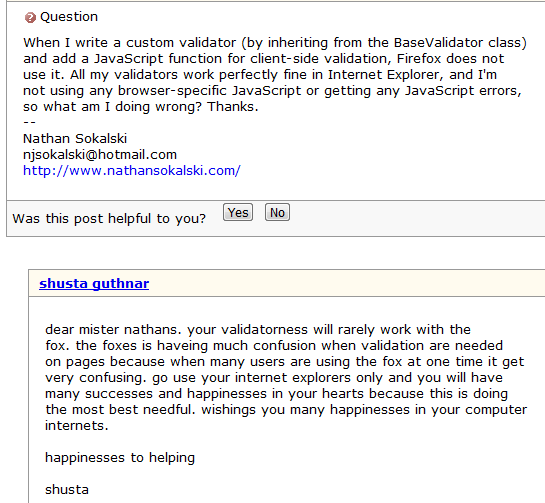 Question
When I write a custom validator (by inheriting from the BaseValidator class)
and add a JavaScript function for client-side validation, Firefox does not
use it. All my validators work perfectly fine in Internet Explorer, and I'm
not using any browser-specific JavaScript or getting any JavaScript errors,
so what am I doing wrong? Thanks.
--
Nathan Sokalski
njsokalski@hotmail.com
http://www.nathansokalski.com/
Was this post helpful to you? Yes No
shusta guthnar
dear mister nathans. your validatorness will rarely work with the
fox. the foxes is haveing much confusion when validation are needed
on pages because when many users are using the fox at one time it get
very confusing. go use your internet explorers only and you will have
many successes and happinesses in your hearts because this is doing
the most best needful. wishings you many happinesses in your computer
internets.
happinesses to helping
shusta